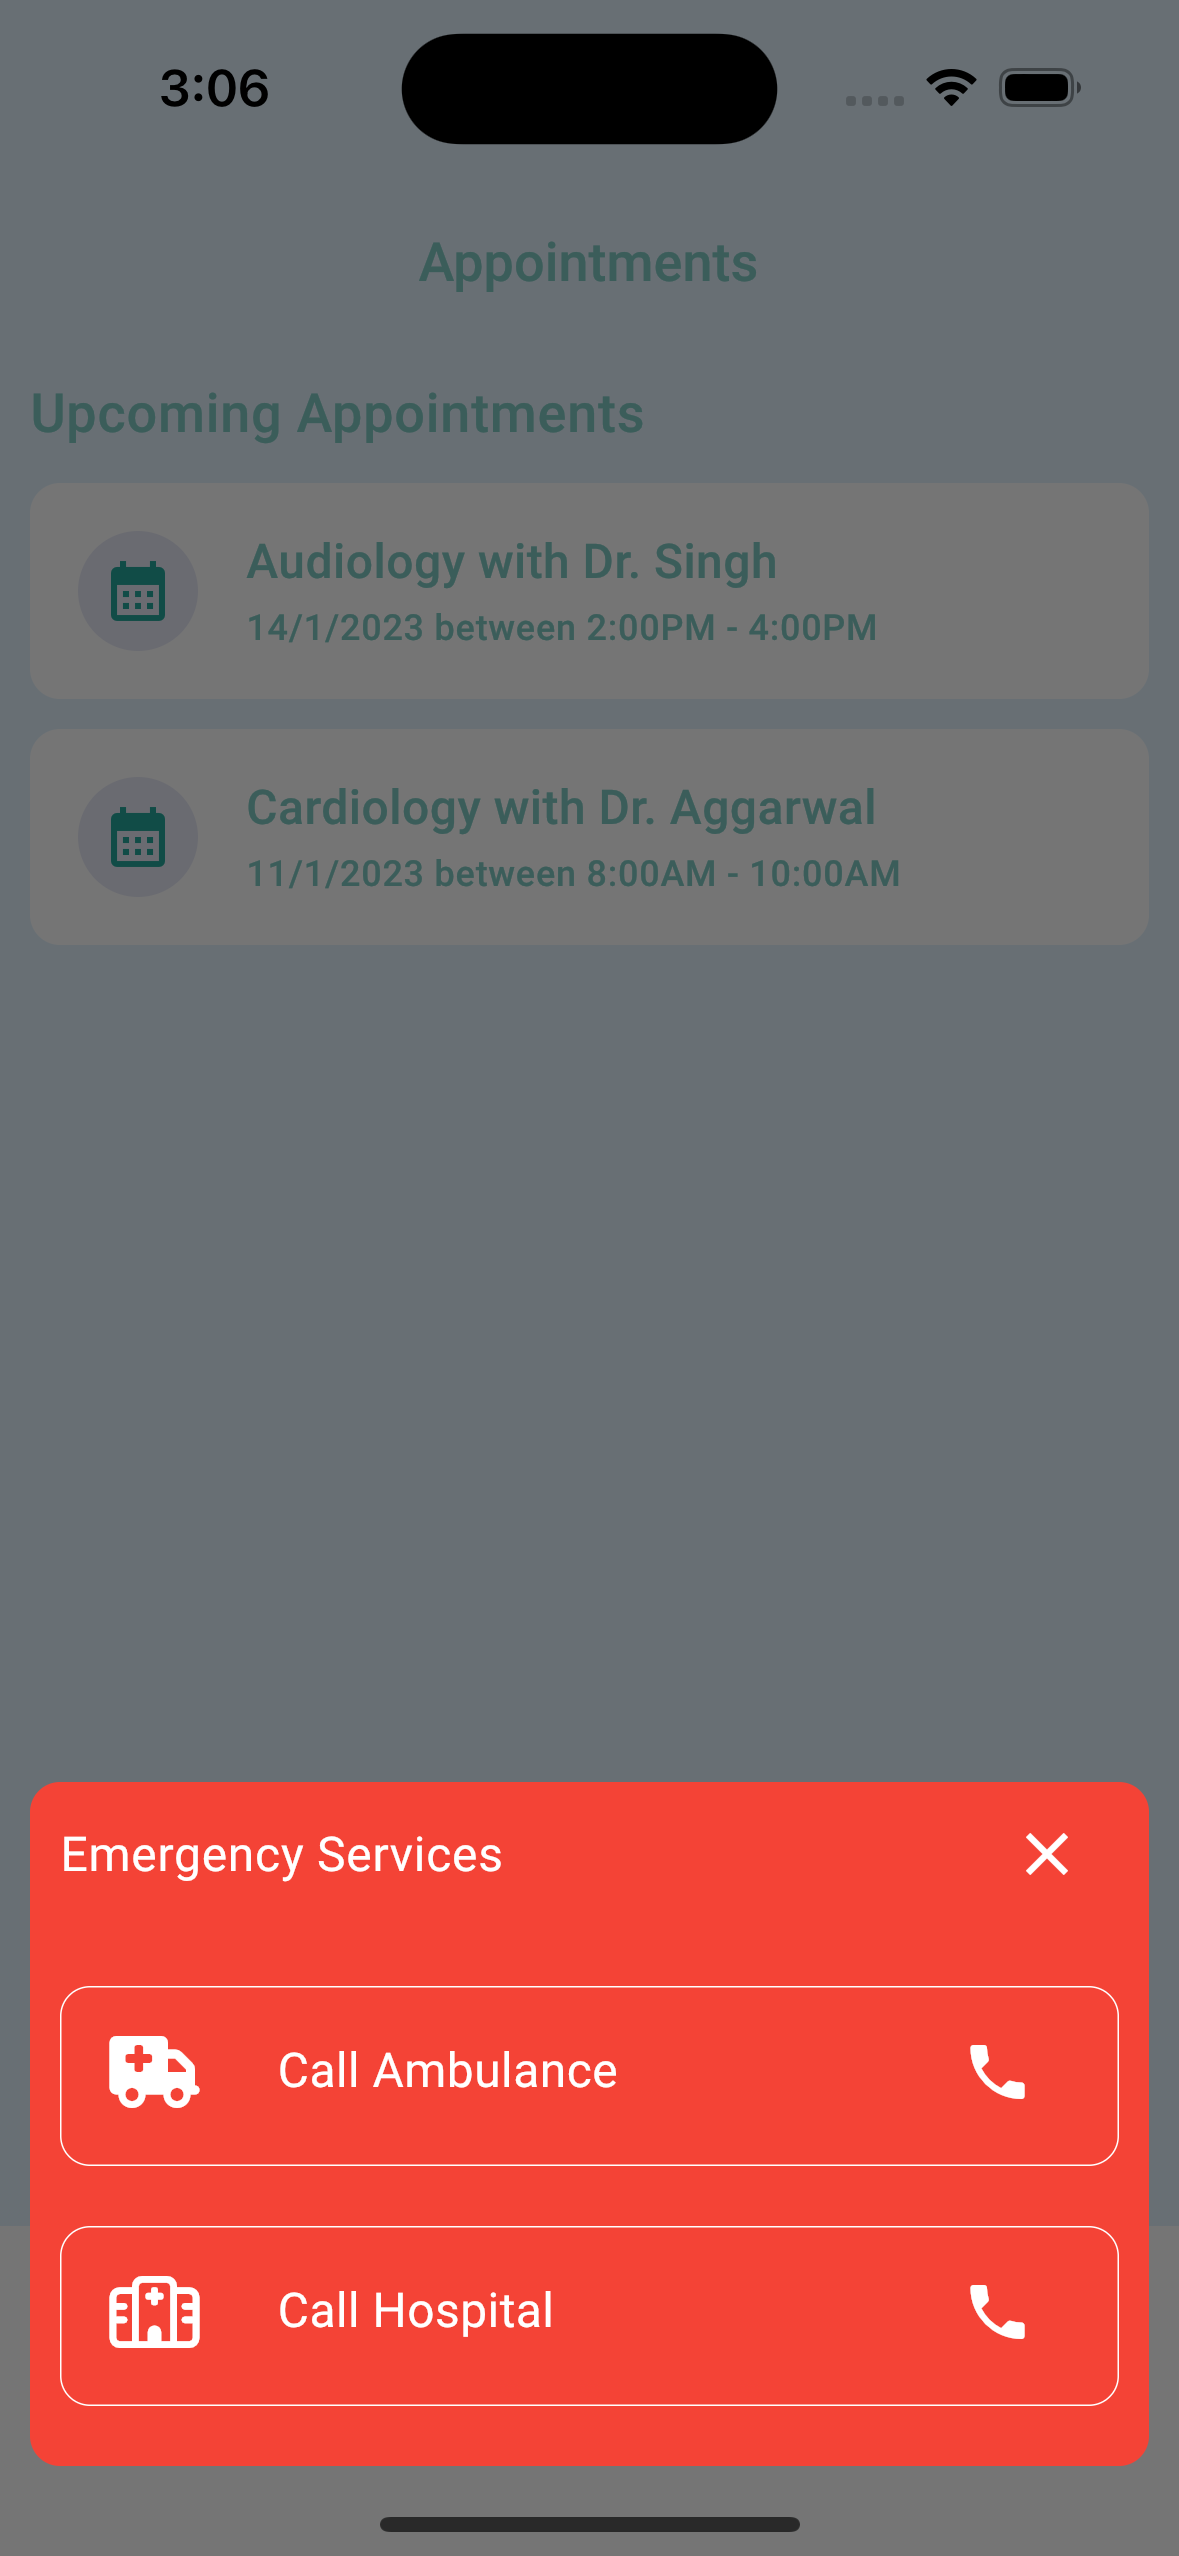 3:06
Appointments
Upcoming Appointments
Audiology with Dr. Singh
14/1/2023 between 2:00PM - 4:00PM
Cardiology with Dr. Aggarwal
11/1/2023 between 8:00AM - 10:00AM
Emergency Services
Call Ambulance
Call Hospital